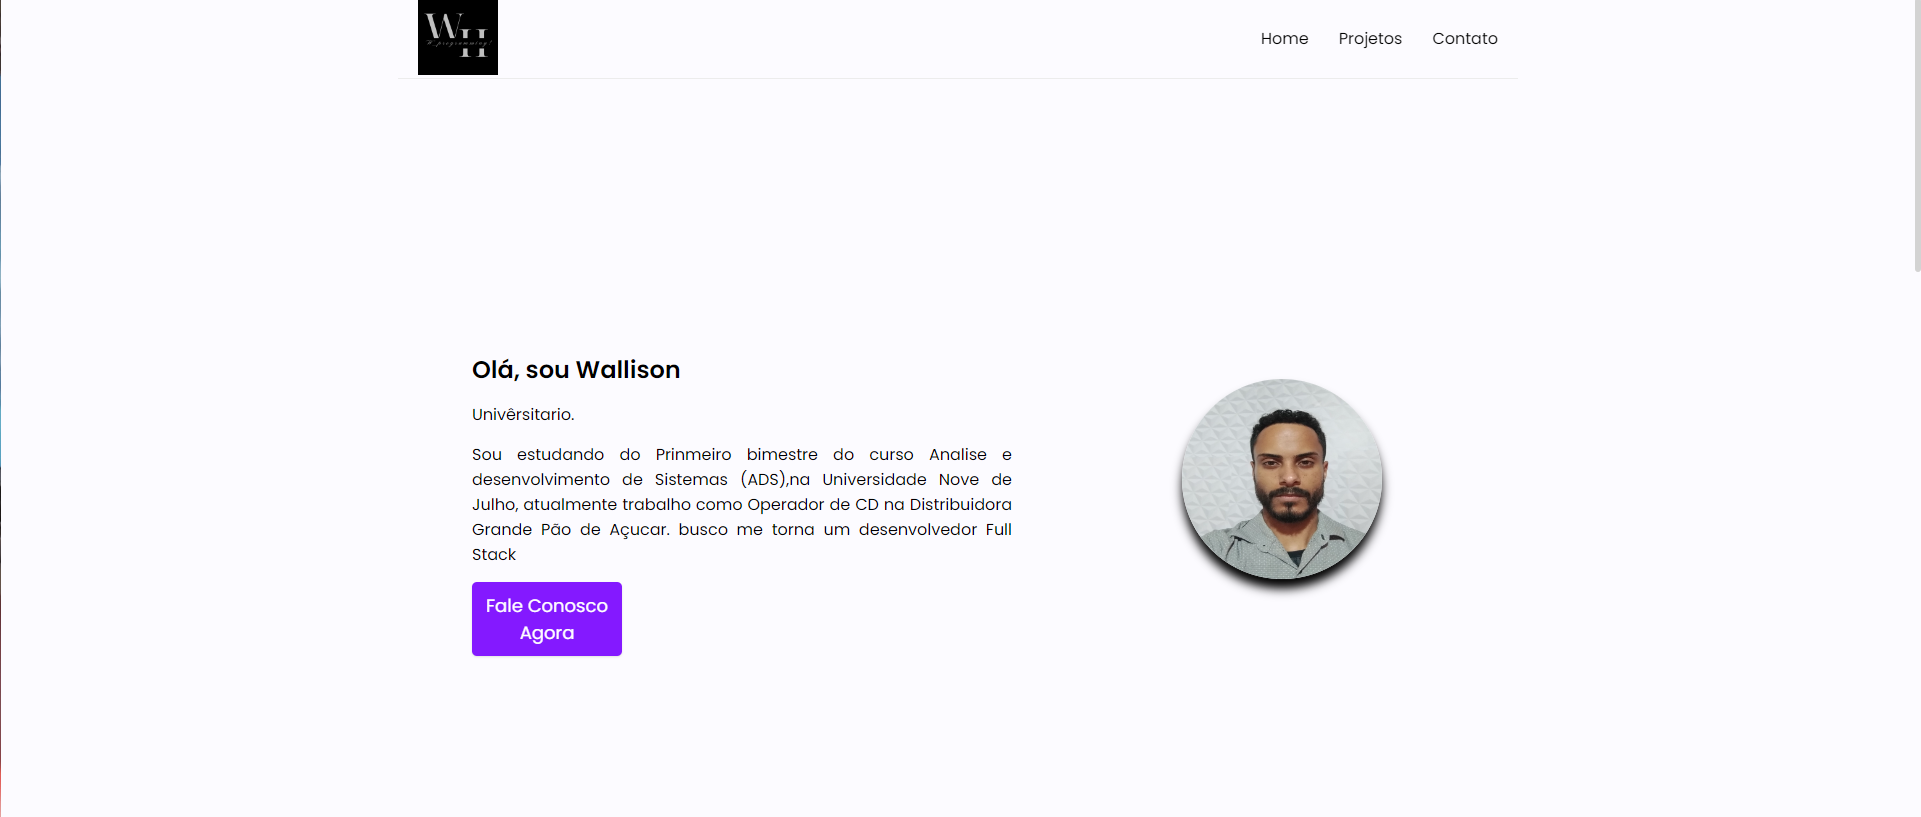 WH
W.programming!
Home Projetos Contato
Olá, sou Wallison
Univêrsitario.
Sou estudando do Prinmeiro bimestre do curso Analise e
desenvolvimento de Sistemas (ADS),na Universidade Nove de
Julho, atualmente trabalho como Operador de CD na Distribuidora
Grande Pão de Açucar. busco me torna um desenvolvedor Full
Stack
Fale Conosco
Agora